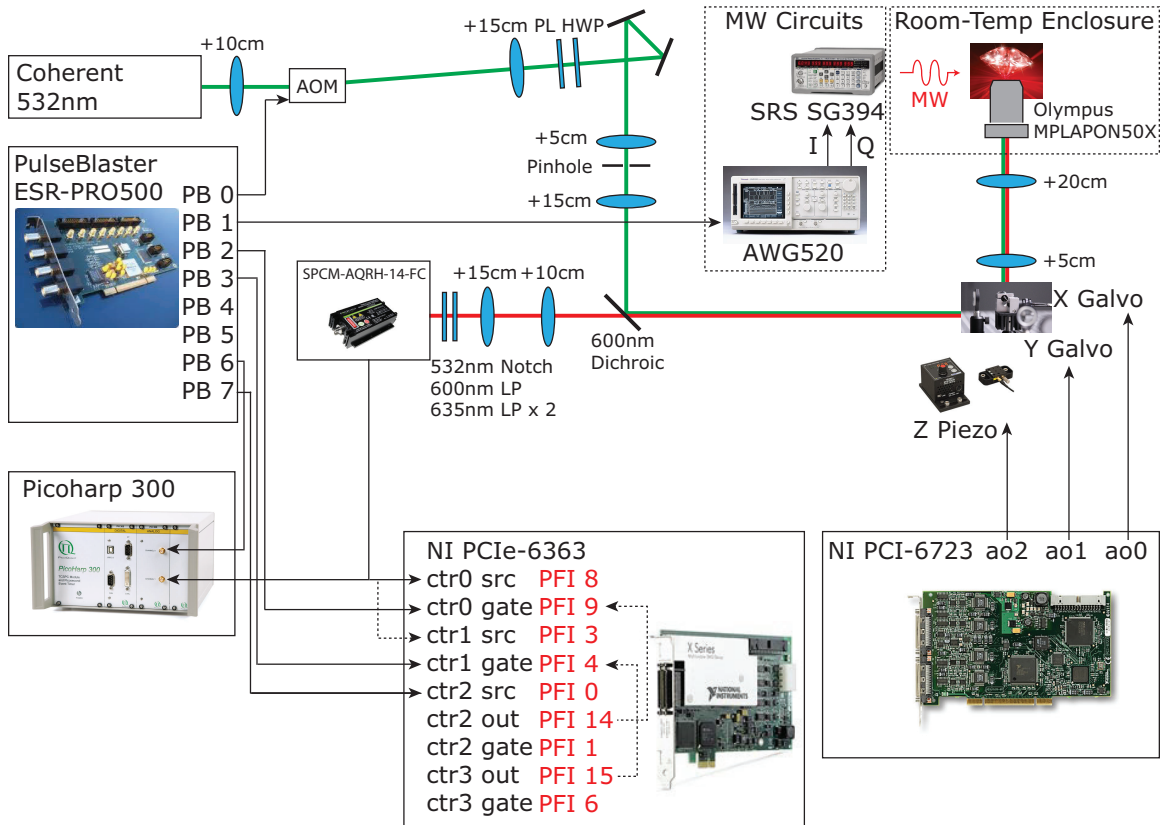 +10cm
Coherent
532nm
AOM
+15cm PL HWP
+5cm
Pinhole
+15cm
MW Circuits
SRS SG394
I
Q
AWG520
Room-Temp Enclosure
MW
Olympus
MPLAPON50X
+20cm
+5cm
X Galvo
Y Galvo
Z Piezo
PulseBlaster
ESR-PRO500
PB 0
PB 1
PB 2
PB 3
PB 4
PB 5
PB 6
PB 7
SPCM-AQRH-14-FC
+15cm +10cm
532nm Notch
600nm LP
635nm LP x 2
600nm
Dichroic
Picoharp 300
PicoHarp 300
NI PCIe-6363
ctr0 src PFI 8
ctr0 gate PFI 9
ctr1 src PFI 3
ctr1 gate PFI 4
ctr2 src PFI 0
ctr2 out PFI 14
ctr2 gate PFI 1
ctr3 out PFI 15
ctr3 gate PFI 6
X Series
NATIONAL
INSTRUMENTS
NI PCI-6723 ao2 ao1 ao0